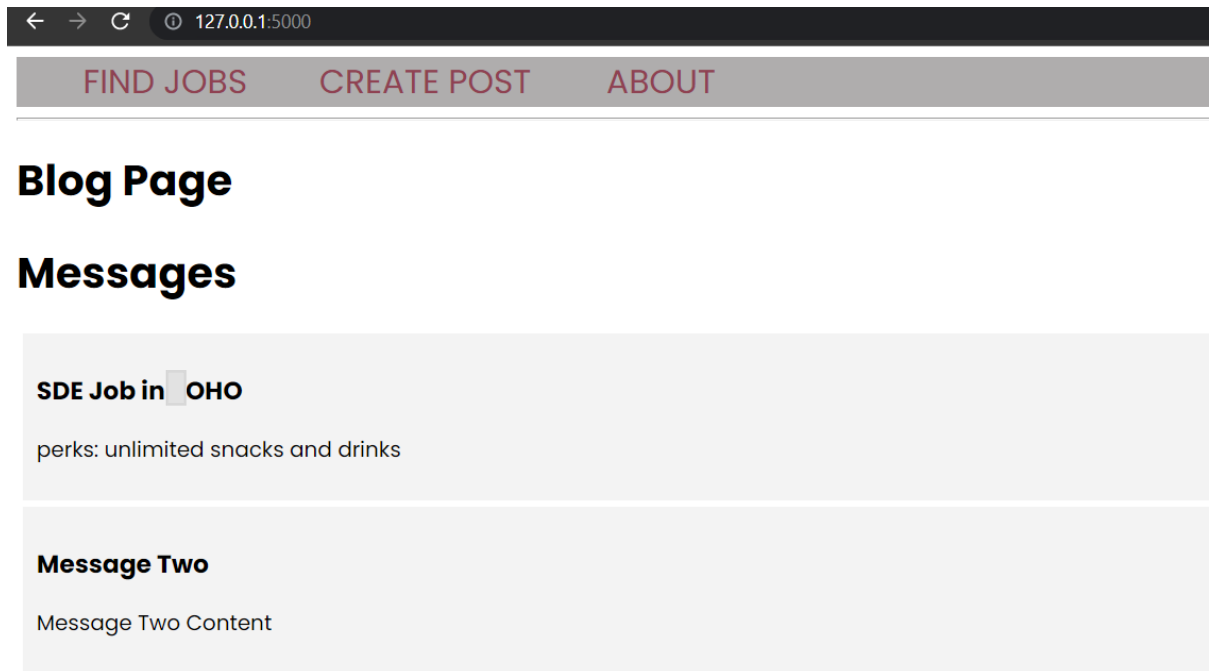 127.0.0.1:5000
FIND JOBS CREATE POST ABOUT
Blog Page
Messages
SDE Job in OHO
perks: unlimited snacks and drinks
Message Two
Message Two Content